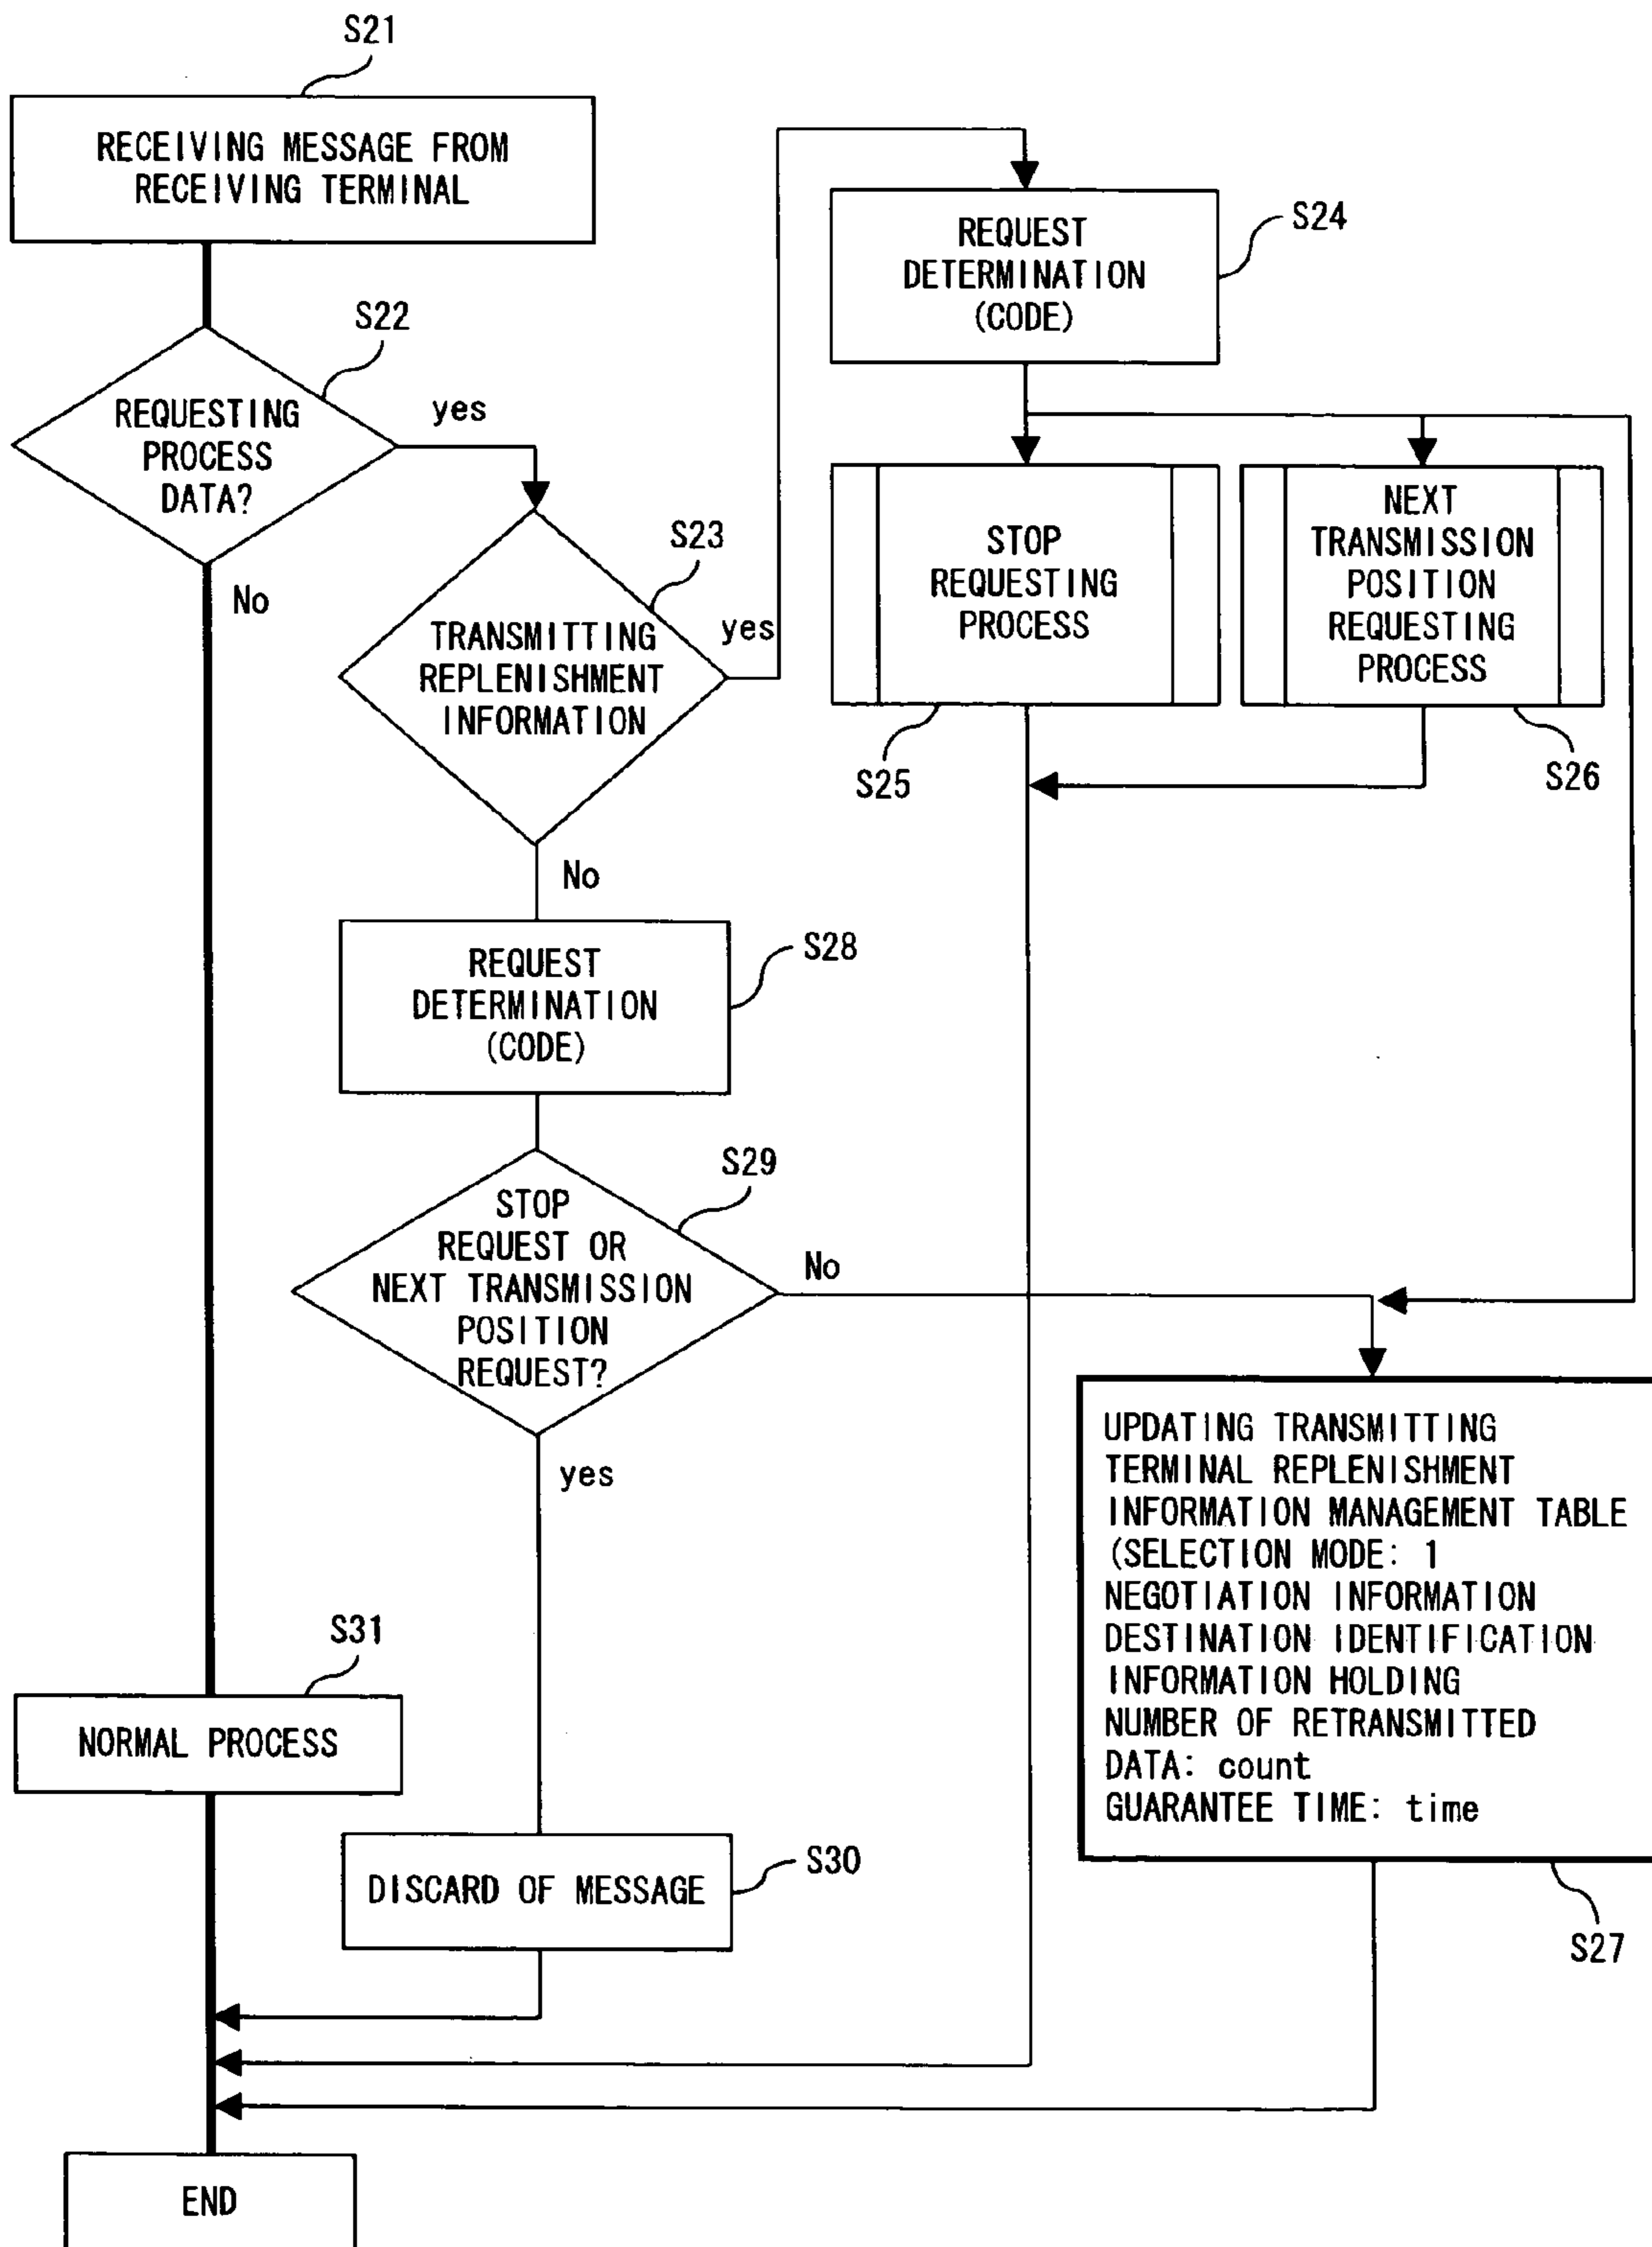 S21
RECEIVING MESSAGE FROM
RECEIVING TERMINAL
S22
REQUESTING
PROCESS
DATA?
yes
No
S23
TRANSMITTING
REPLENISHMENT
INFORMATION
yes
No
S24
REQUEST
DETERMINATION
(CODE)
STOP
REQUESTING
PROCESS
S25
NEXT
TRANSMISSION
POSITION
REQUESTING
PROCESS
S26
REQUEST
DETERMINATION
(CODE)
S28
S29
STOP
REQUEST OR
NEXT TRANSMISSION
POSITION
REQUEST?
No
yes
UPDATING TRANSMITTING
TERMINAL REPLENISHMENT
INFORMATION MANAGEMENT TABLE
(SELECTION MODE: 1
NEGOTIATION INFORMATION
DESTINATION IDENTIFICATION
INFORMATION HOLDING
NUMBER OF RETRANSMITTED
DATA: count
GUARANTEE TIME: time
S27
S31
NORMAL PROCESS
DISCARD OF MESSAGE
S30
END